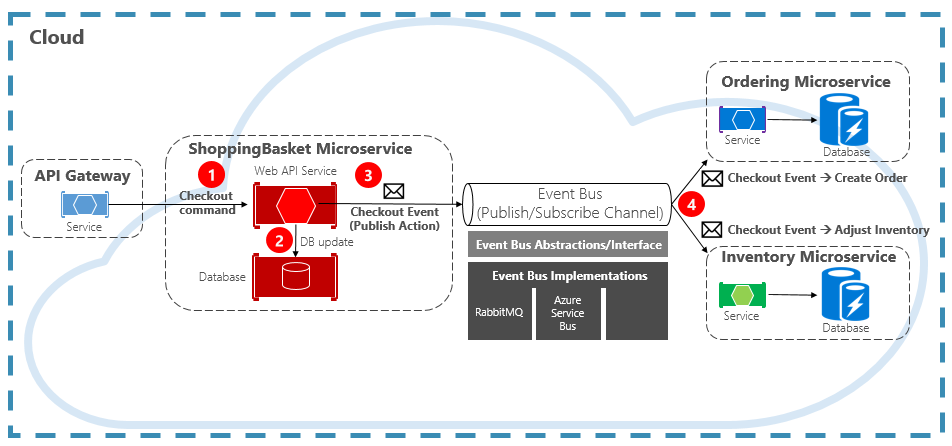 Cloud
API Gateway
Service
ShoppingBasket Microservice
1
Checkout
command
Web API Service
2
DB update
Database
3
Checkout Event
(Publish Action)
Event Bus
(Publish/Subscribe Channel)
Event Bus Abstractions/Interface
Event Bus Implementations
RabbitMQ
Azure
Service
Bus
4
Ordering Microservice
Service
Database
Checkout Event → Create Order
Checkout Event → Adjust Inventory
Inventory Microservice
Service
Database